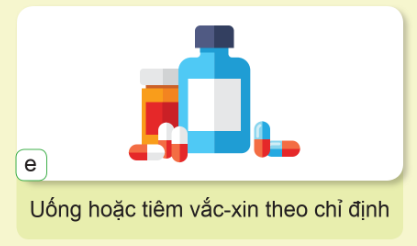 e
Uống hoặc tiêm vắc-xin theo chỉ định